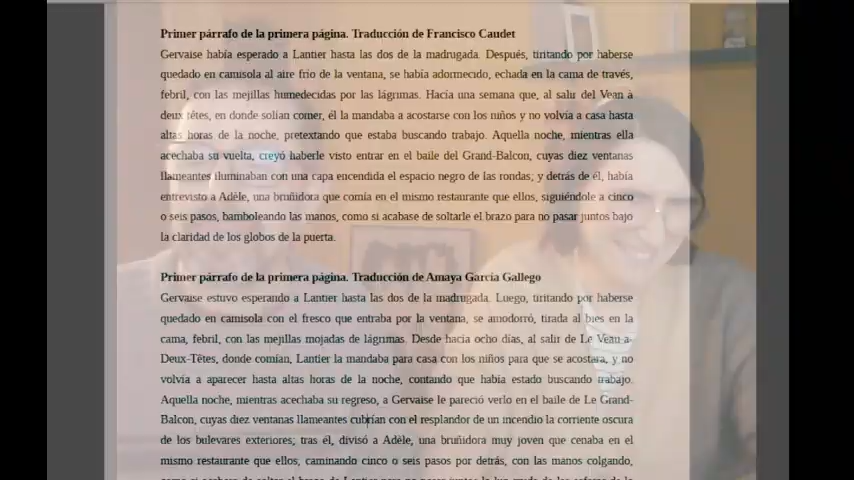 Primer párrafo de la primera página. Traducción de Francisco Caudet
Gervaise había esperado a Lantier hasta las dos de la madrugada. Después, tiritando por haberse
quedado en camisola al aire frío de la ventana, se había adormecido, echada en la cama de través,
febril, con las mejillas humedecidas por las lágrimas. Hacía una semana que, al salir del Vean à
deux têtes, en donde solían comer, él la mandaba a acostarse con los niños y no volvía a casa hasta
altas horas de la noche, pretextando que estaba buscando trabajo. Aquella noche, mientras ella
acechaba su vuelta, creyó haberle visto entrar en el baile del Grand-Balcon, cuyas diez ventanas
llameantes iluminaban con una capa encendida el espacio negro de las rondas; y detrás de él, había
entrevisto a Adèle, una bruñidora que comía en el mismo restaurante que ellos, siguiéndole a cinco
o seis pasos, bamboleando las manos, como si acabase de soltarle el brazo para no pasar juntos bajo
la claridad de los globos de la puerta.
Primer párrafo de la primera página. Traducción de Amaya García Gallego
Gervaise estuvo esperando a Lantier hasta las dos de la madrugada. Luego, tiritando por haberse
quedado en camisola con el fresco que entraba por la ventana, se amodorró, tirada al bies en la
cama, febril, con las mejillas mojadas de lágrimas. Desde hacía ocho días, al salir de Le Veau-à-
Deux-Têtes, donde comían, Lantier la mandaba para casa con los niños para que se acostara, y no
volvía a aparecer hasta altas horas de la noche, contando que había estado buscando trabajo.
Aquella noche, mientras acechaba su regreso, a Gervaise le pareció verlo en el baile de Le Grand-
Balcon, cuyas diez ventanas llameantes cubrían con el resplandor de un incendio la corriente oscura
de los bulevares exteriores; tras él, divisó a Adèle, una bruñidora muy joven que cenaba en el
mismo restaurante que ellos, caminando cinco o seis pasos por detrás, con las manos colgando,